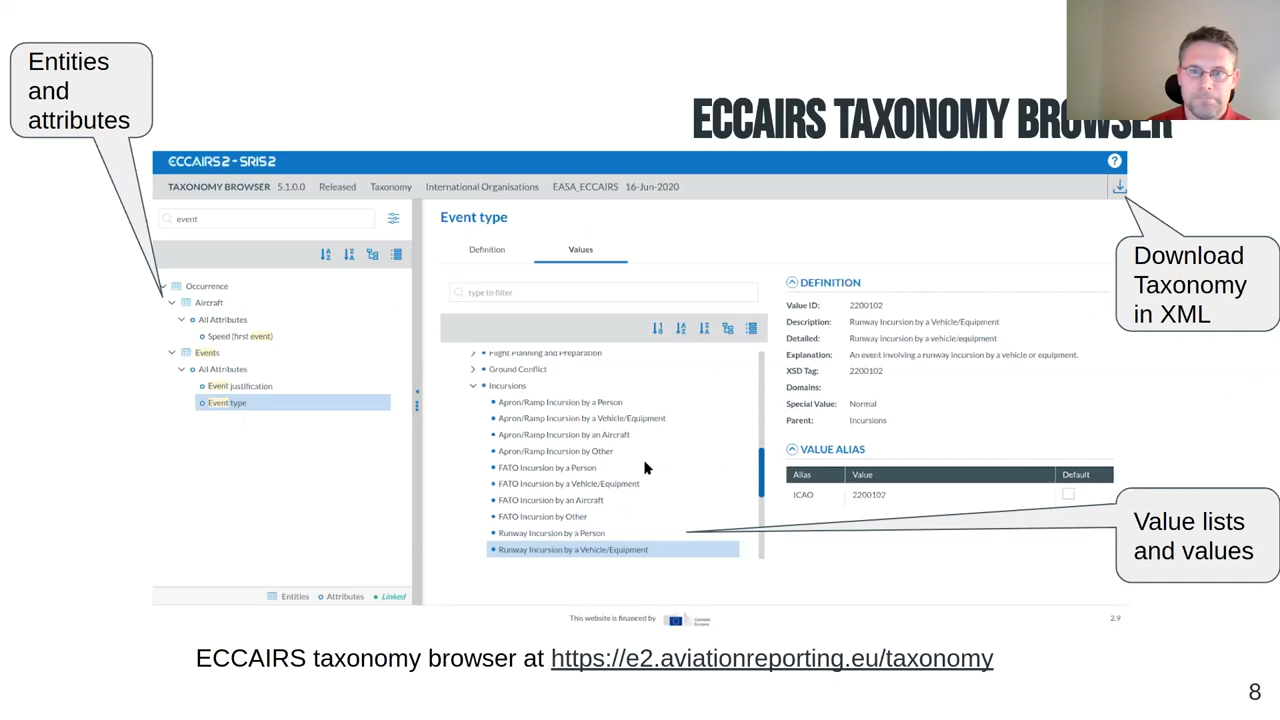 Entities
and
attributes
ECCAIRS TAXONOMY BROWSER
ECCAIRS 2 - SRIS 2
?
TAXONOMY BROWSER 5.1.0.0 Released Taxonomy International Organisations EASA_ECCAIRS 16-Jun-2020
event
Occurrence
Aircraft
All Attributes
Speed (first event)
Events
All Attributes
Event justification
Event type
Entities Attributes Linked
Event type
Definition Values
type to filter
Flight Planning and Preparation
Ground Conflict
Incursions
Apron/Ramp Incursion by a Person
Apron/Ramp Incursion by a Vehicle/Equipment
Apron/Ramp Incursion by an Aircraft
Apron/Ramp Incursion by Other
FATO Incursion by a Person
FATO Incursion by a Vehicle/Equipment
FATO Incursion by an Aircraft
FATO Incursion by Other
Runway Incursion by a Person
Runway Incursion by a Vehicle/Equipment
DEFINITION
Value ID: 2200102
Description: Runway Incursion by a Vehicle/Equipment
Detailed: Runway incursion by a vehicle/equipment
Explanation: An event involving a runway incursion by a vehicle or equipment.
XSD Tag: 2200102
Domains:
Special Value: Normal
Parent: Incursions
VALUE ALIAS
Alias Value Default
ICAO 2200102
Download
Taxonomy
in XML
Value lists
and values
This website is financed by
2.9
ECCAIRS taxonomy browser at https://e2.aviationreporting.eu/taxonomy
8